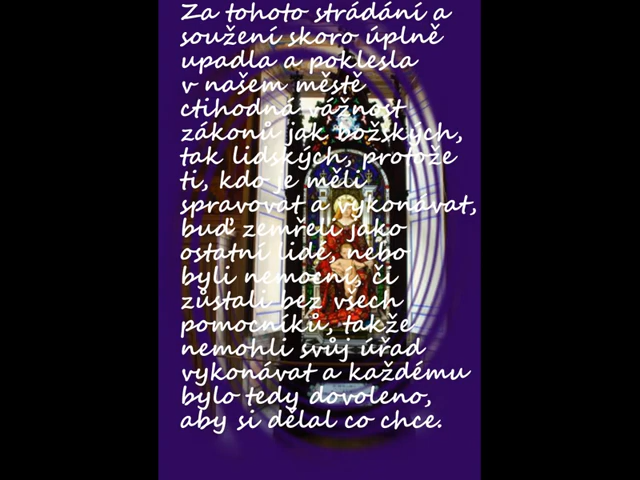 Za tohoto strádání a
soužení skoro úplně
upadla a poklesla
v našem městě
ctihodná vážnost
zákonů jak božských,
tak lidských, protože
ti, kdo je měli
spravovat a vykonávat,
buď zemřeli jako
ostatní lidé, nebo
byli nemocní, či
zůstali bez všech
pomocníků, takže
nemohli svůj úřad
vykonávat a každému
bylo tedy dovoleno,
aby si dělal co chce.